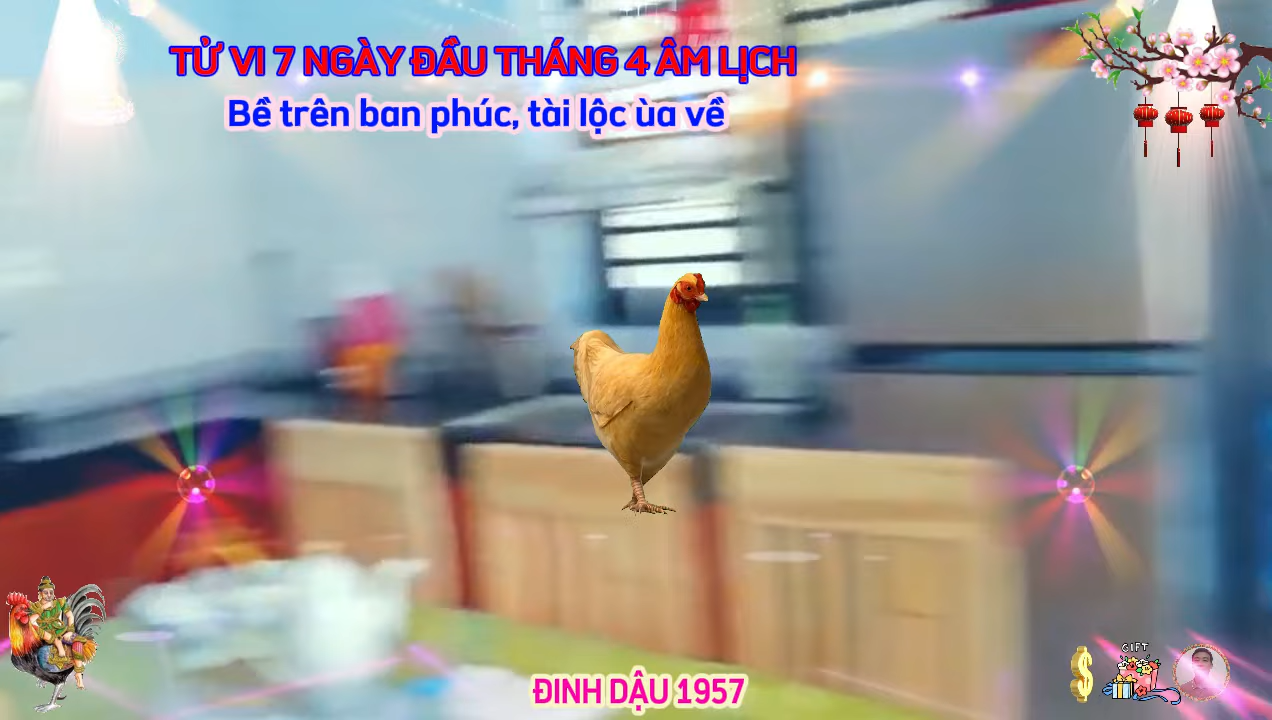 TỬ VI 7 NGÀY ĐẦU THÁNG 4 ÂM LỊCH
Bề trên ban phúc, tài lộc ùa về
GIFT
ĐINH DẬU 1957